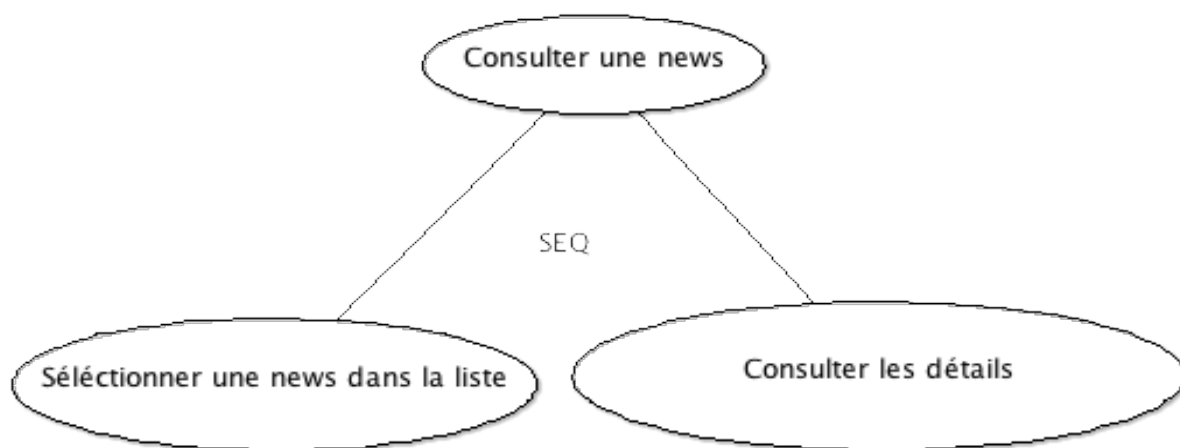 Consulter une news
SEQ
Séléctionner une news dans la liste
Consulter les détails